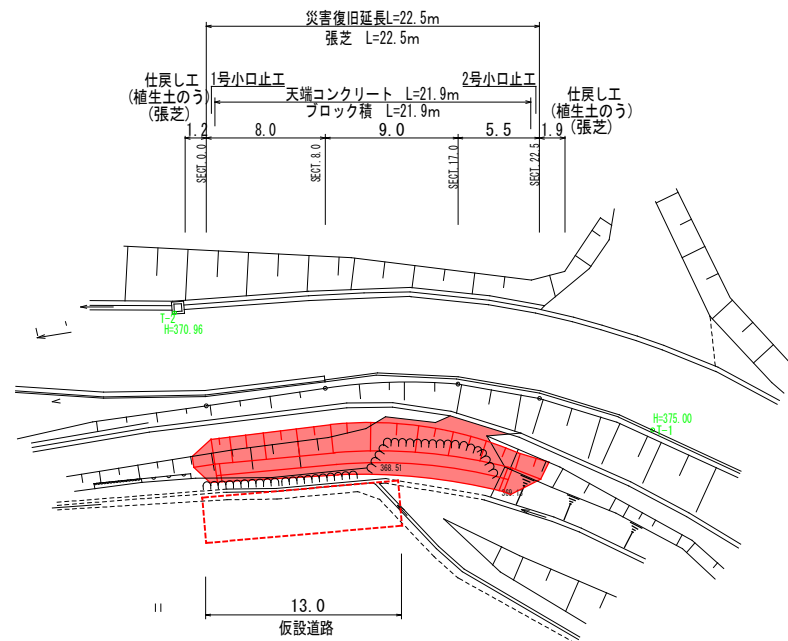 災害復旧延長L=22.5m
張芝 L=22.5m
仕戻し工
(植生土のう)
(張芝)
1号小口止工
2号小口止工
天端コンクリート L=21.9m
ブロック積 L=21.9m
仕戻し工
(植生土のう)
(張芝)
1.2
8.0
9.0
5.5
1.9
SECT.0.0
SECT.8.0
SECT.17.0
SECT.22.5
T-2
H=370.96
H=375.00
T-1
368.51
13.0
仮設道路